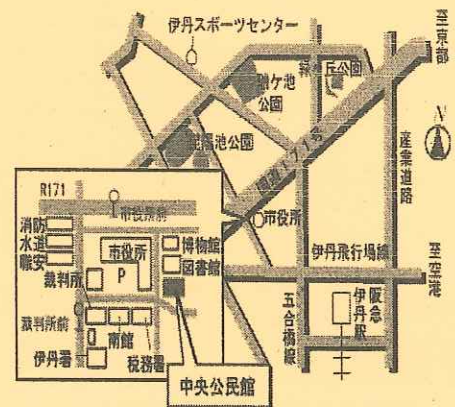 伊丹スポーツセンター
至京都
緑ヶ丘公園
瑞ケ池
公園
昆陽池公園
国道171号
N
産業道路
R171
市役所前
市役所
消防
水道
職安
裁判所
市役所
P
博物館
図書館
伊丹飛行場線
至空港
五合橋線
阪急
伊丹駅
裁判所前
伊丹署
南館
税務署
中央公民館